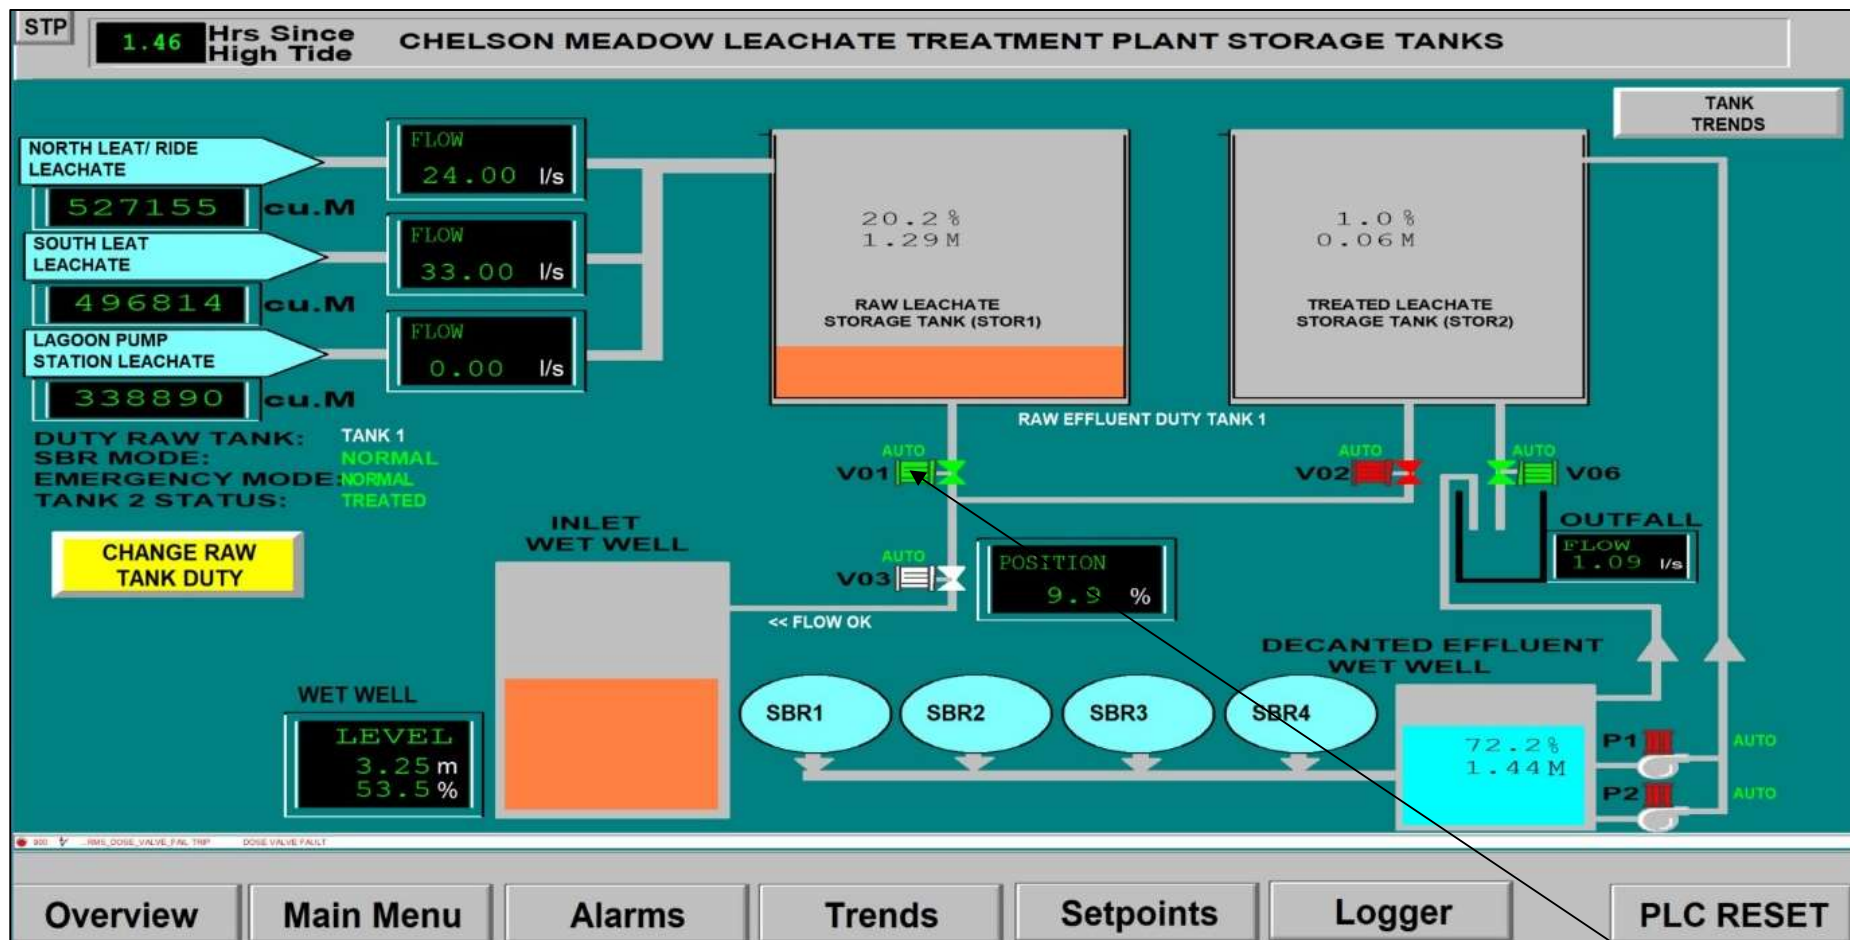 STP
1.46
Hrs Since
High Tide
CHELSON MEADOW LEACHATE TREATMENT PLANT STORAGE TANKS
TANK
TRENDS
NORTH LEAT/ RIDE
LEACHATE
527155 cu.M
FLOW
24.00 l/s
SOUTH LEAT
LEACHATE
496814 cu.M
FLOW
33.00 l/s
LAGOON PUMP
STATION LEACHATE
338890 cu.M
FLOW
0.00 l/s
20.2%
1.29M
RAW LEACHATE
STORAGE TANK (STOR1)
1.0%
0.06M
TREATED LEACHATE
STORAGE TANK (STOR2)
RAW EFFLUENT DUTY TANK 1
DUTY RAW TANK: TANK 1
SBR MODE: NORMAL
EMERGENCY MODE: NORMAL
TANK 2 STATUS: TREATED
CHANGE RAW
TANK DUTY
AUTO
V01
AUTO
V02
AUTO
V06
INLET
WET WELL
AUTO
V03
POSITION
9.9 %
<< FLOW OK
OUTFALL
FLOW
1.09 l/s
DECANTED EFFLUENT
WET WELL
WET WELL
LEVEL
3.25 m
53.5 %
SBR1
SBR2
SBR3
SBR4
72.2%
1.44M
P1
AUTO
P2
AUTO
DOSE VALVE FAULT
Overview
Main Menu
Alarms
Trends
Setpoints
Logger
PLC RESET